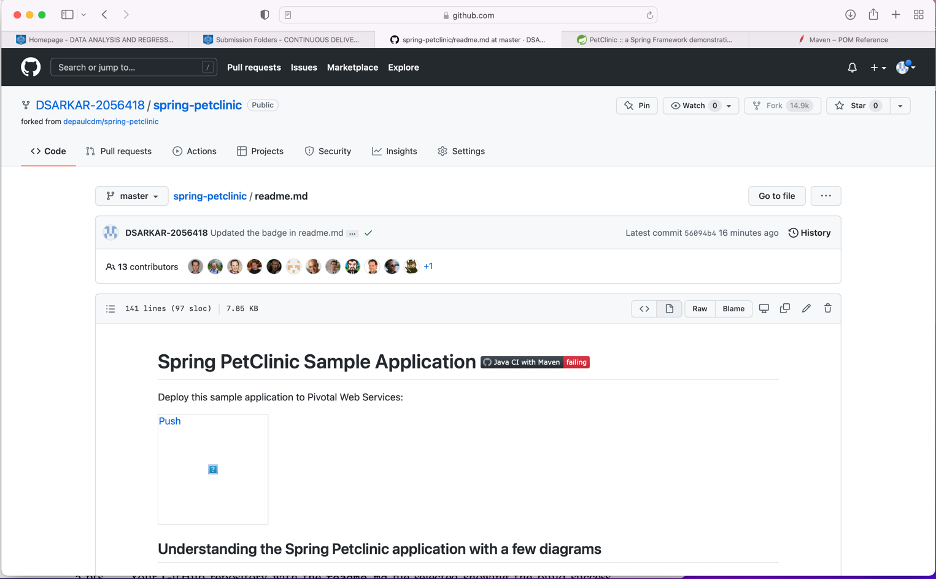 github.com
Homepage - DATA ANALYSIS AND REGRESS...
Submission Folders - CONTINUOUS DELIVE...
spring-petclinic/readme.md at master · DSA...
PetClinic :: a Spring Framework demonstrati...
Maven – POM Reference
Search or jump to... /
Pull requests Issues Marketplace Explore
DSARKAR-2056418 / spring-petclinic Public
Pin Watch 0 Fork 14.9k Star 0
forked from depaulcdm/spring-petclinic
<> Code Pull requests Actions Projects Security Insights Settings
master spring-petclinic / readme.md Go to file ...
DSARKAR-2056418 Updated the badge in readme.md ... Latest commit 56094b4 16 minutes ago History
13 contributors +1
141 lines (97 sloc) 7.85 KB <> Raw Blame
Spring PetClinic Sample Application Java CI with Maven failing
Deploy this sample application to Pivotal Web Services:
Push
?
Understanding the Spring Petclinic application with a few diagrams